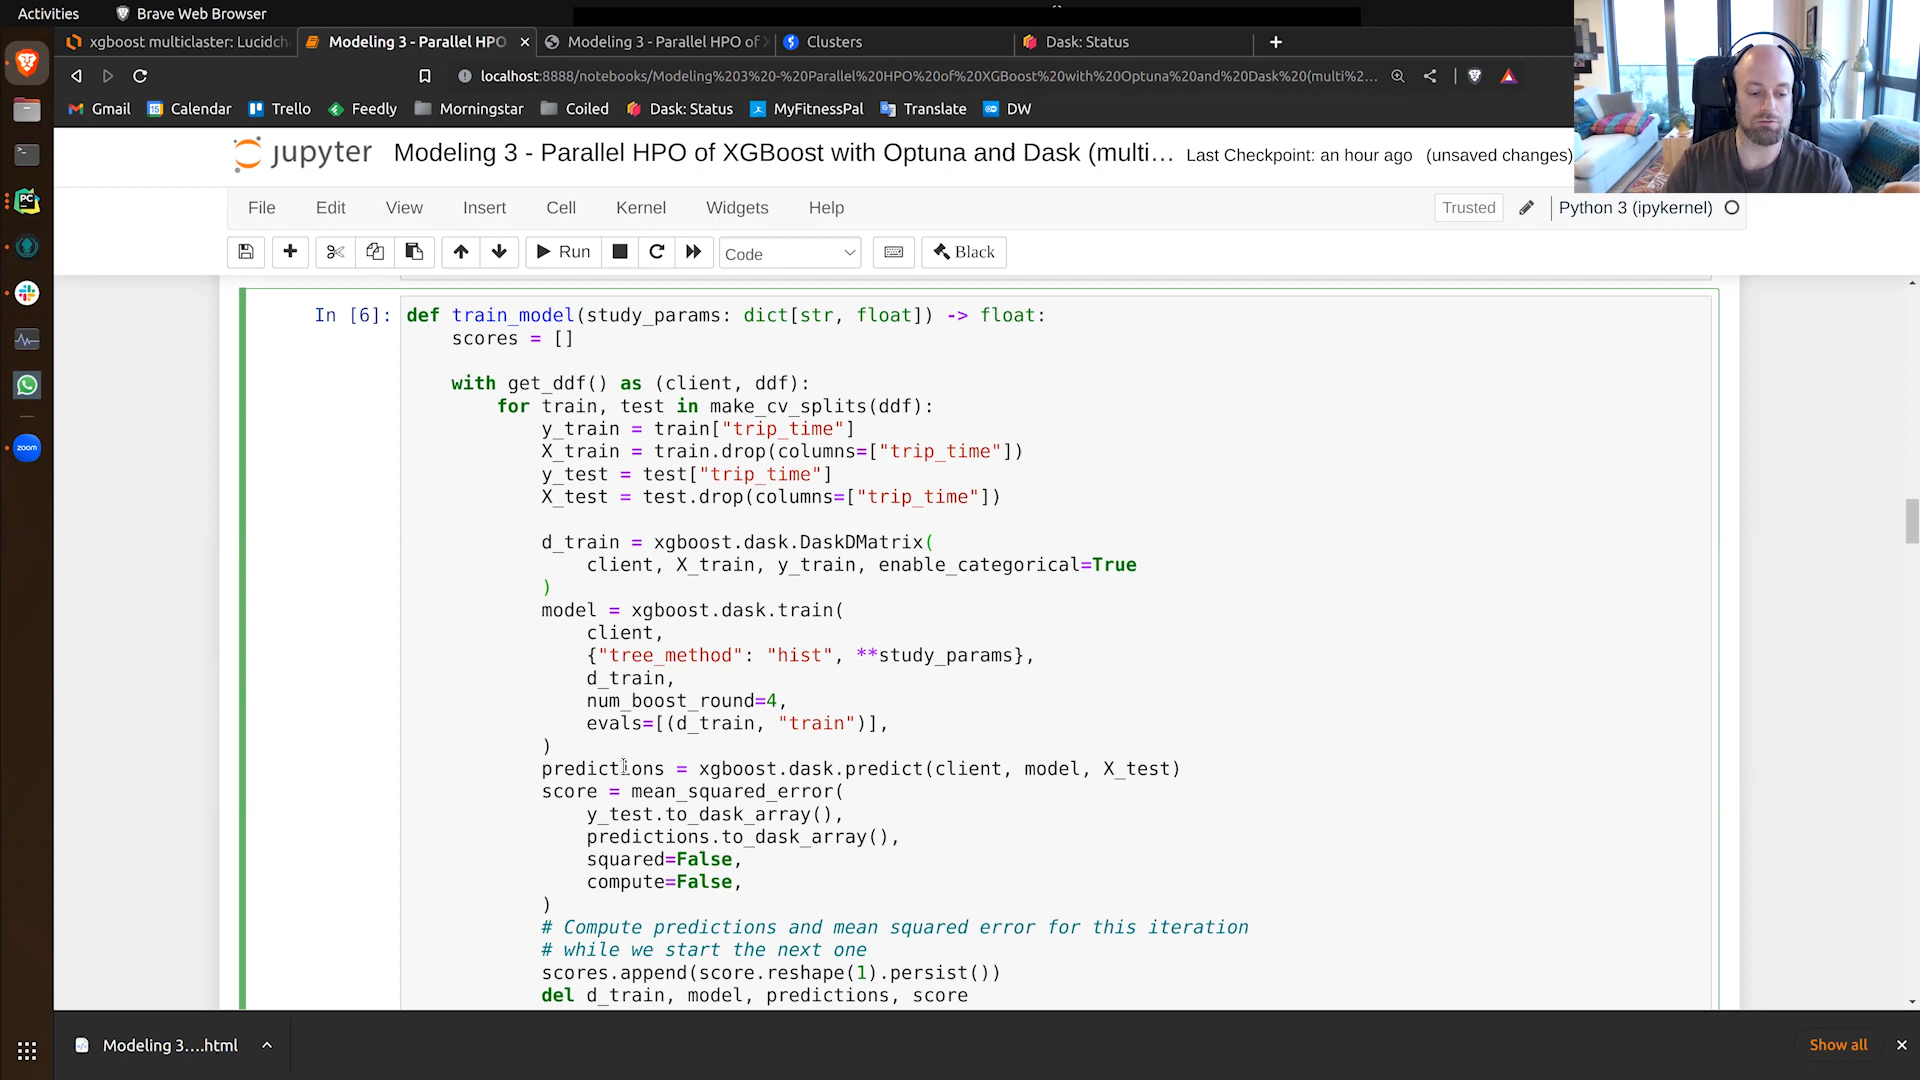 Activities
Brave Web Browser
xgboost multiclaster: Lucidch
Modeling 3 - Parallel HPO
Modeling 3 - Parallel HPO of X
Clusters
Dask: Status
localhost:8888/notebooks/Modeling%203%20-%20Parallel%20HPO%20of%20XGBoost%20with%20Optuna%20and%20Dask%20(multi%2...
Gmail
Calendar
Trello
Feedly
Morningstar
Coiled
Dask: Status
MyFitnessPal
Translate
DW
jupyter
Modeling 3 - Parallel HPO of XGBoost with Optuna and Dask (multi...
Last Checkpoint: an hour ago
(unsaved changes)
File
Edit
View
Insert
Cell
Kernel
Widgets
Help
Trusted
Python 3 (ipykernel)
Run
Code
Black
In [6]:
def train_model(study_params: dict[str, float]) -> float:
    scores = []

    with get_ddf() as (client, ddf):
        for train, test in make_cv_splits(ddf):
            y_train = train["trip_time"]
            X_train = train.drop(columns=["trip_time"])
            y_test = test["trip_time"]
            X_test = test.drop(columns=["trip_time"])

            d_train = xgboost.dask.DaskDMatrix(
                client, X_train, y_train, enable_categorical=True
            )
            model = xgboost.dask.train(
                client,
                {"tree_method": "hist", **study_params},
                d_train,
                num_boost_round=4,
                evals=[(d_train, "train")],
            )
            predictions = xgboost.dask.predict(client, model, X_test)
            score = mean_squared_error(
                y_test.to_dask_array(),
                predictions.to_dask_array(),
                squared=False,
                compute=False,
            )
            # Compute predictions and mean squared error for this iteration
            # while we start the next one
            scores.append(score.reshape(1).persist())
            del d_train, model, predictions, score
PC
zoom
Modeling 3....html
Show all